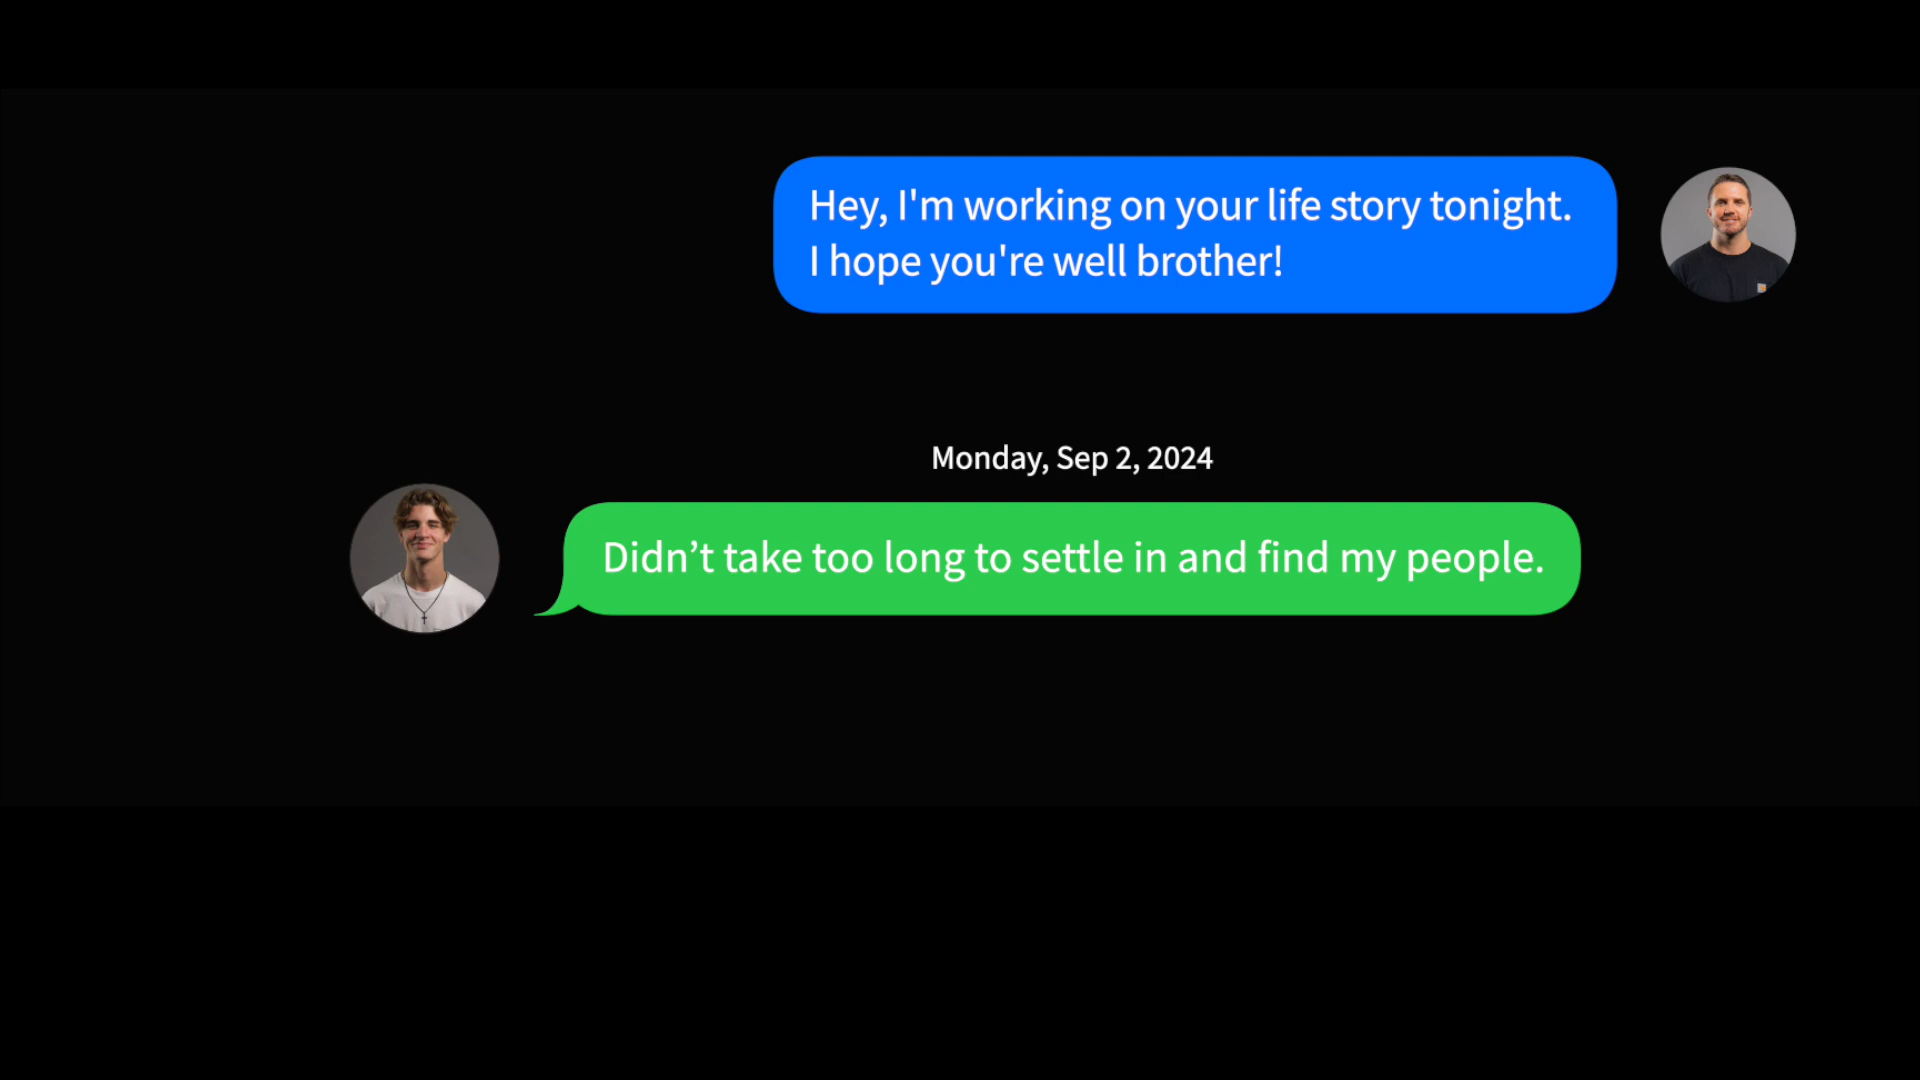 Hey, I'm working on your life story tonight.
I hope you're well brother!
Monday, Sep 2, 2024
Didn’t take too long to settle in and find my people.